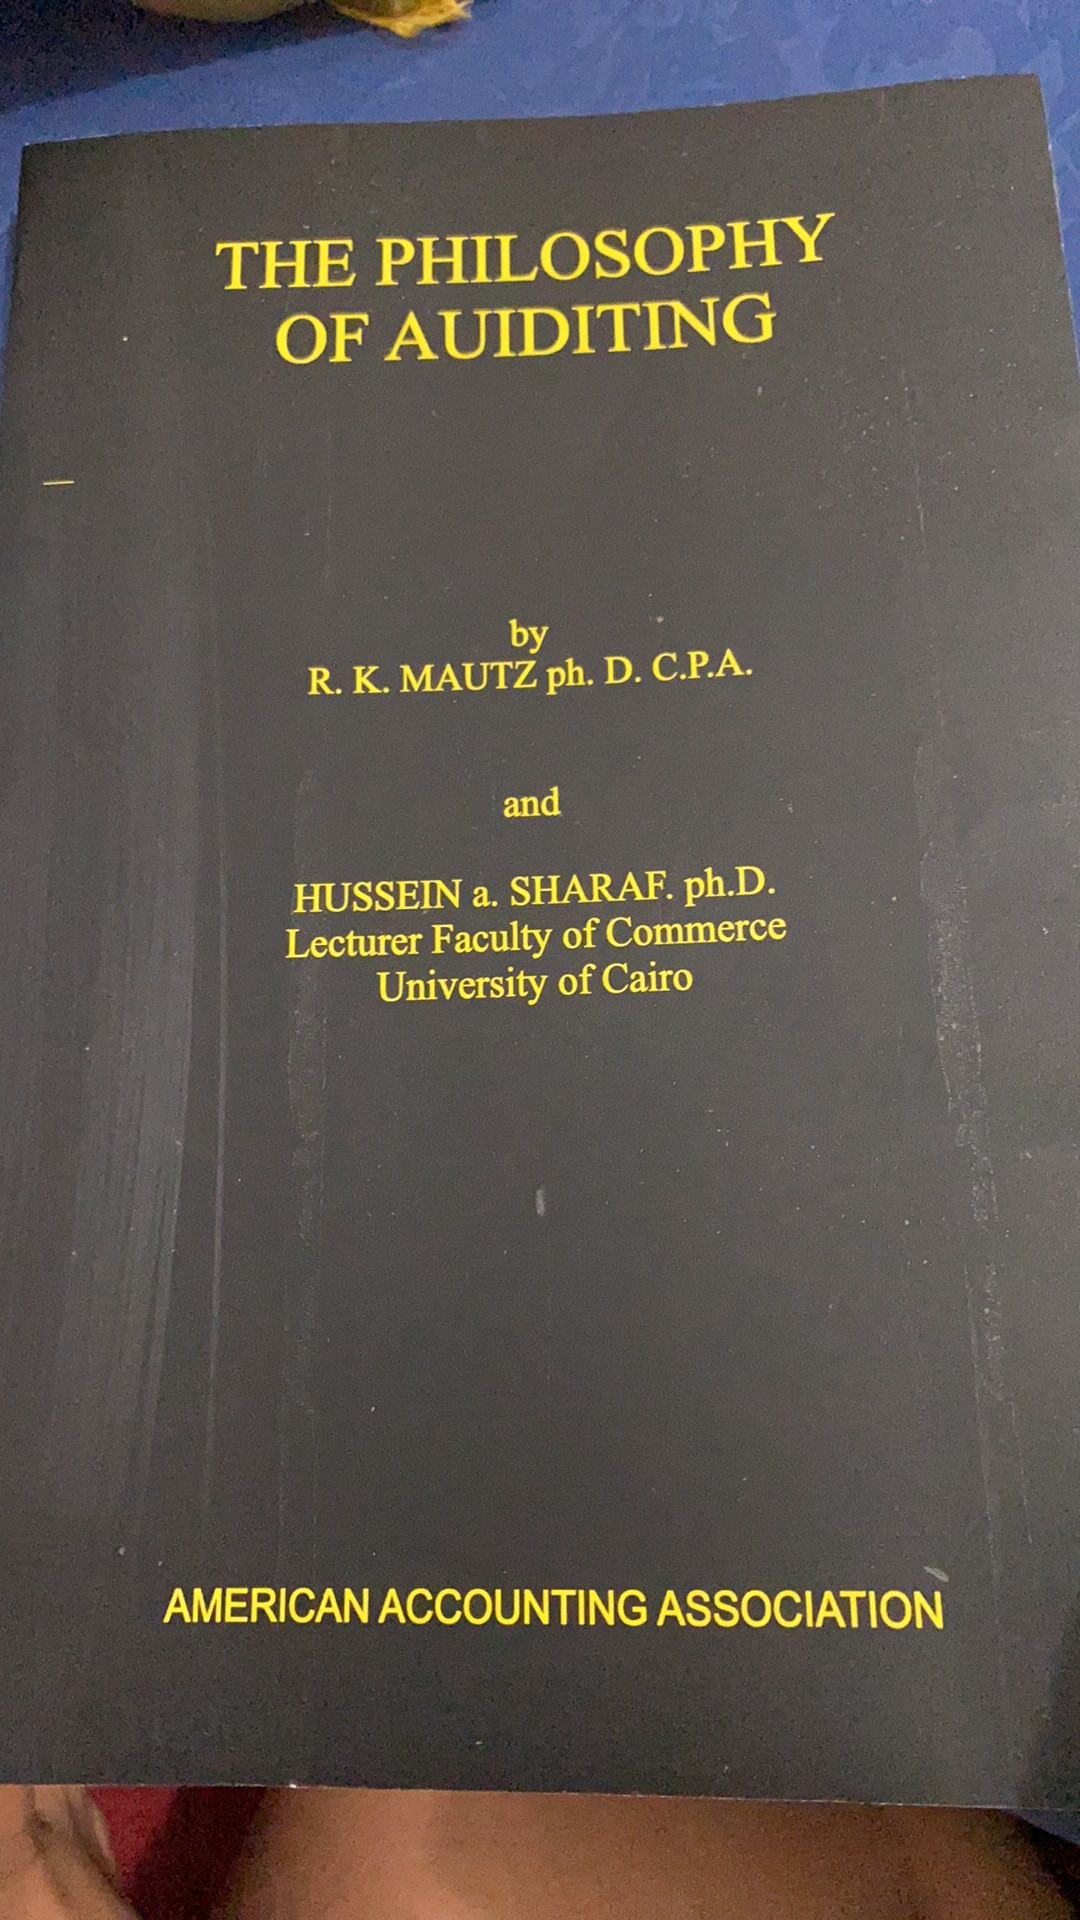 THE PHILOSOPHY
OF AUIDITING
by
R. K. MAUTZ ph. D. C.P.A.
and
HUSSEIN a. SHARAF. ph.D.
Lecturer Faculty of Commerce
University of Cairo
AMERICAN ACCOUNTING ASSOCIATION